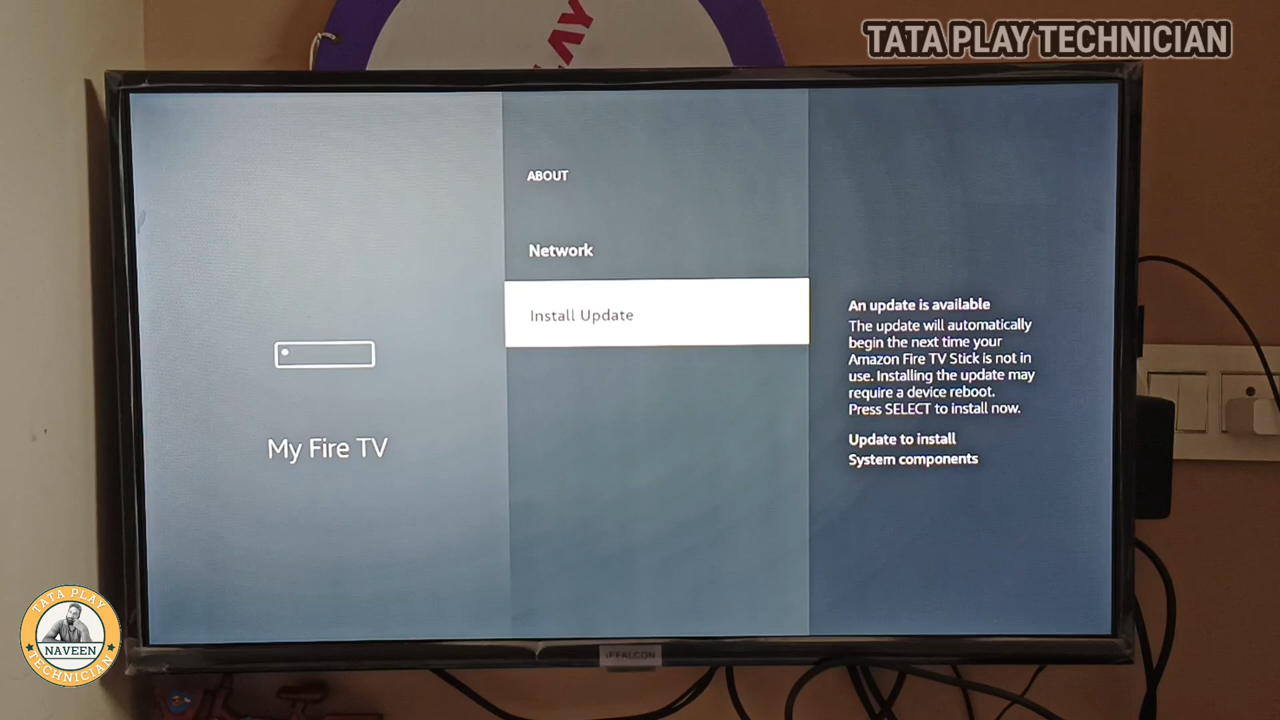 TATA PLAY TECHNICIAN
ABOUT
Network
Install Update
My Fire TV
An update is available
The update will automatically
begin the next time your
Amazon Fire TV Stick is not in
use. Installing the update may
require a device reboot.
Press SELECT to install now.
Update to install
System components
iFFALCON
TATA PLAY
NAVEEN
TECHNICIAN